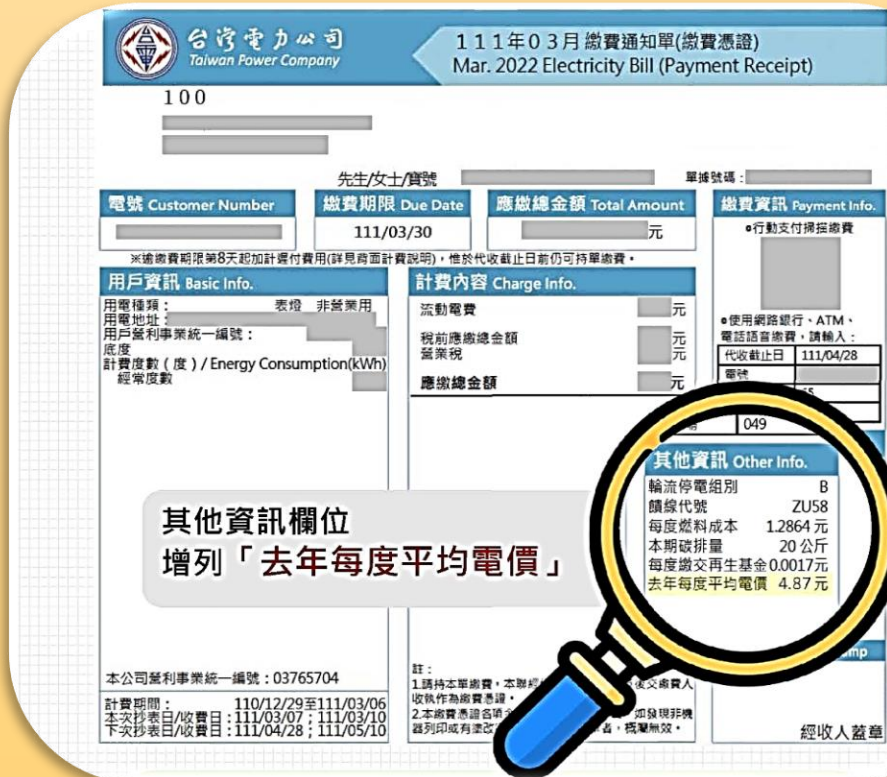 台灣電力公司
Taiwan Power Company
111年03月繳費通知單(繳費憑證)
Mar. 2022 Electricity Bill (Payment Receipt)
100
先生/女士/寶號
單據號碼:
電號 Customer Number
繳費期限 Due Date
應繳總金額 Total Amount
繳費資訊 Payment Info.
111/03/30
元
行動支付掃描繳費
※逾繳費期限第8天起加計遲付費用(詳見背面計費說明),惟於代收截止日前仍可持單繳費。
用戶資訊 Basic Info.
用電種類: 表燈 非營業用
用電地址:
用戶營利事業統一編號:
底度
計費度數(度)/Energy Consumption(kWh)
經常度數
計費內容 Charge Info.
流動電費 元
稅前應繳總金額 元
營業稅 元
應繳總金額 元
使用網路銀行、ATM、
電話語音繳費,請輸入:
代收截止日 111/04/28
電號
049
其他資訊 Other Info.
輪流停電組別 B
饋線代號 ZU58
每度燃料成本 1.2864元
本期碳排量 20公斤
每度繳交再生基金0.0017元
去年每度平均電價 4.87元
其他資訊欄位
增列「去年每度平均電價」
本公司營利事業統一編號:03765704
計費期間: 110/12/29至111/03/06
本次抄表日/收費日:111/03/07;111/03/10
下次抄表日/收費日:111/04/28;111/05/10
註:
1.請持本單繳費,本聯經 後交繳費人
收執作為繳費憑證。
2.本繳費憑證各項 如發現非機
器列印或有塗改 者,概屬無效。
經收人蓋章